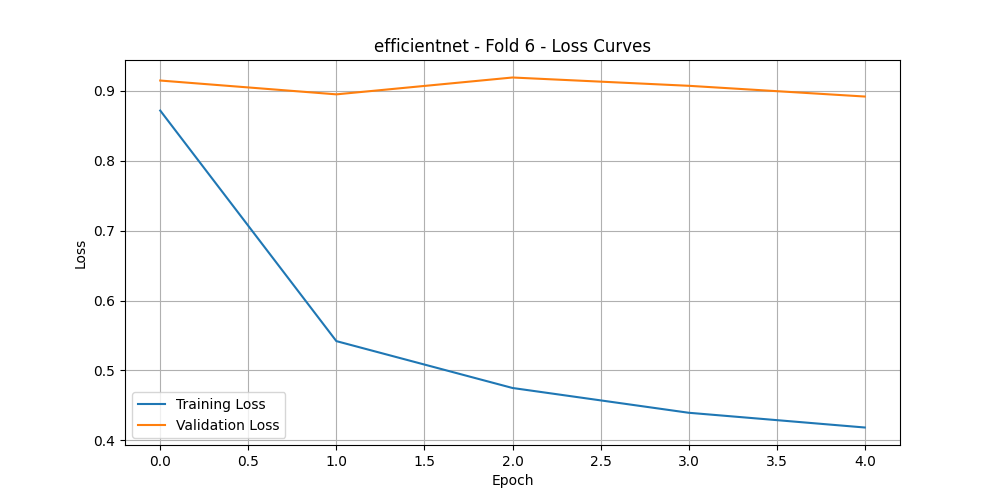 efficientnet - Fold 6 - Loss Curves
Loss
0.9
0.8
0.7
0.6
0.5
0.4
Training Loss
Validation Loss
0.0 0.5 1.0 1.5 2.0 2.5 3.0 3.5 4.0
Epoch